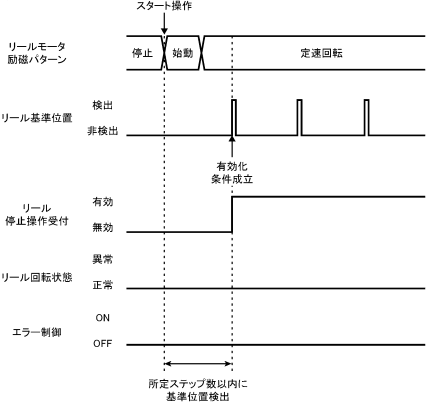 スタート操作
リールモータ
励磁パターン
停止
始動
定速回転
検出
リール基準位置
非検出
有効化
条件成立
有効
リール
停止操作受付
無効
異常
リール回転状態
正常
ON
エラー制御
OFF
所定ステップ数以内に
基準位置検出